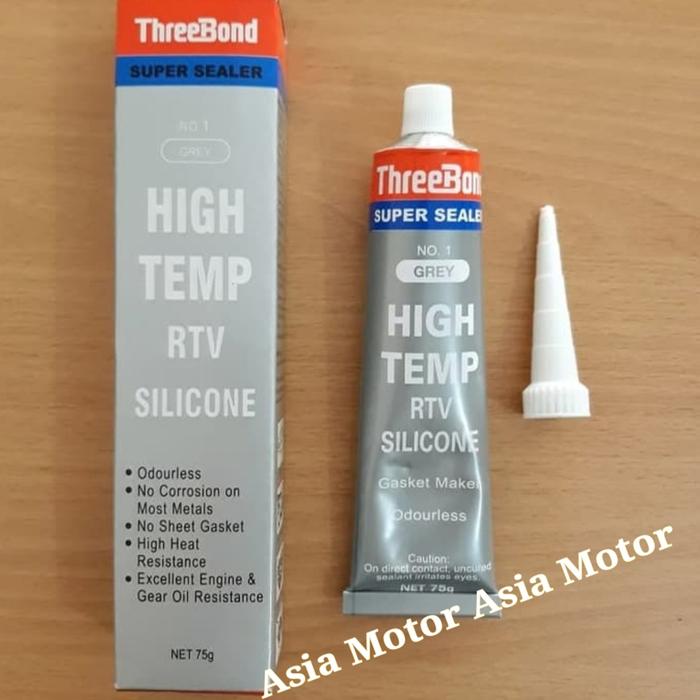 ThreeBond
SUPER SEALER
NO.1
GREY
HIGH
TEMP
RTV
SILICONE
• Odourless
• No Corrosion on
Most Metals
• No Sheet Gasket
• High Heat
Resistance
• Excellent Engine &
Gear Oil Resistance
NET 75g
ThreeBond
SUPER SEALER
NO. 1
GREY
HIGH
TEMP
RTV
SILICONE
Gasket Maker
Odourless
Caution:
On direct contact, uncured
sealant irritates eyes.
NET 75g
Asia Motor Asia Motor